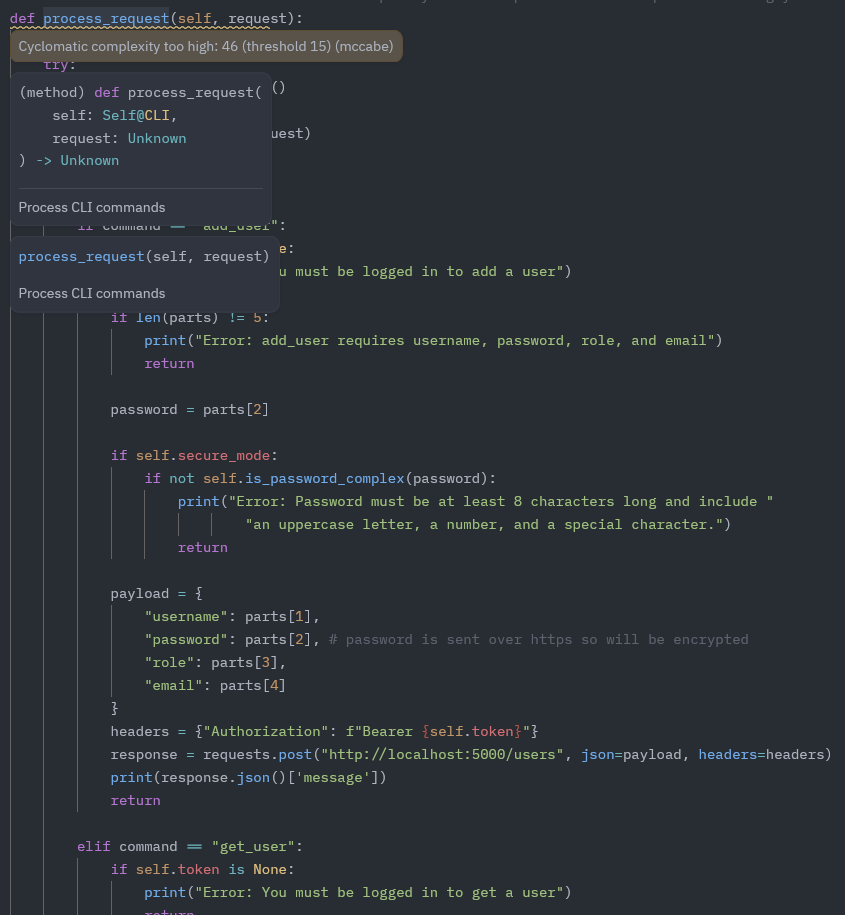 def process_request(self, request):
Cyclomatic complexity too high: 46 (threshold 15) (mccabe)
try:
()
(method) def process_request(
self: Self@CLI,
request: Unknown
uest)
) -> Unknown
Process CLI commands
if command == "add_user":
e:
process_request(self, request)
u must be logged in to add a user")
Process CLI commands
if len(parts) != 5:
print("Error: add_user requires username, password, role, and email")
return
password = parts[2]
if self.secure_mode:
if not self.is_password_complex(password):
print("Error: Password must be at least 8 characters long and include "
"an uppercase letter, a number, and a special character.")
return
payload = {
"username": parts[1],
"password": parts[2], # password is sent over https so will be encrypted
"role": parts[3],
"email": parts[4]
}
headers = {"Authorization": f"Bearer {self.token}"}
response = requests.post("http://localhost:5000/users", json=payload, headers=headers)
print(response.json()['message'])
return
elif command == "get_user":
if self.token is None:
print("Error: You must be logged in to get a user")
return